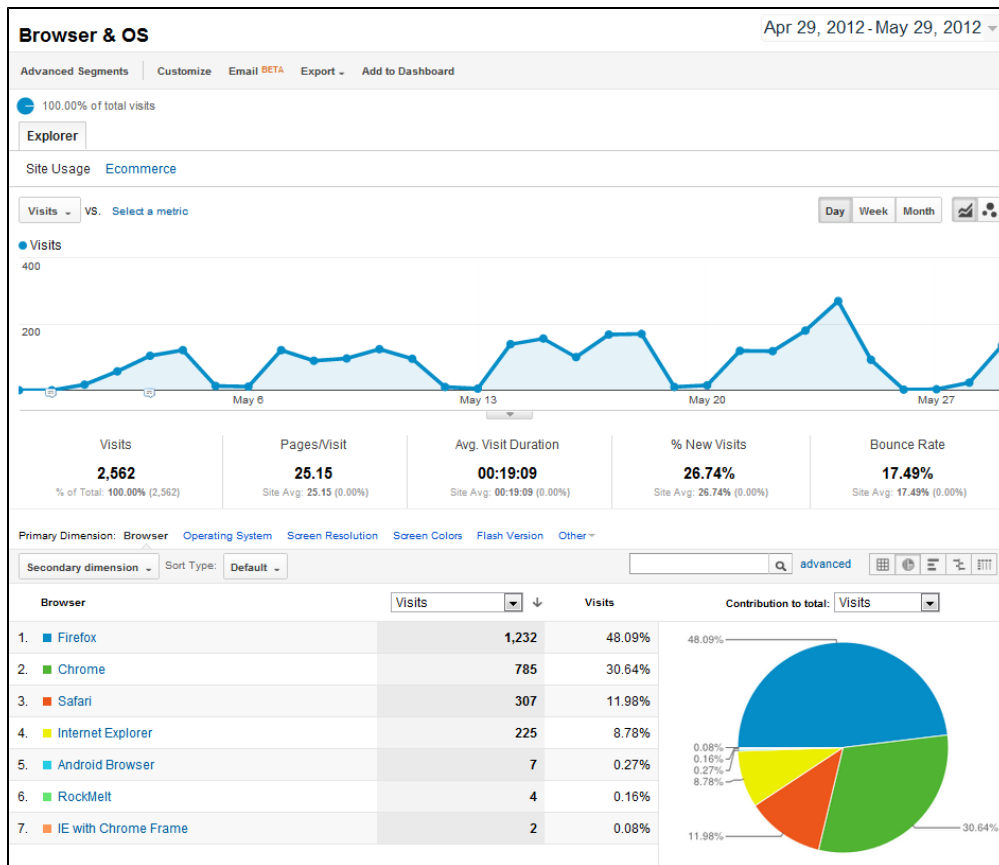 Browser & OS
Apr 29, 2012 - May 29, 2012
Advanced Segments Customize Email BETA Export Add to Dashboard
100.00% of total visits
Explorer
Site Usage Ecommerce
Visits VS. Select a metric Day Week Month
Visits
400
200
May 6 May 13 May 20 May 27
Visits Pages/Visit Avg. Visit Duration % New Visits Bounce Rate
2,562 25.15 00:19:09 26.74% 17.49%
% of Total: 100.00% (2,562) Site Avg: 25.15 (0.00%) Site Avg: 00:19:09 (0.00%) Site Avg: 26.74% (0.00%) Site Avg: 17.49% (0.00%)
Primary Dimension: Browser Operating System Screen Resolution Screen Colors Flash Version Other
Secondary dimension Sort Type: Default advanced
Browser Visits Visits Contribution to total: Visits
1. Firefox 1,232 48.09%
2. Chrome 785 30.64%
3. Safari 307 11.98%
4. Internet Explorer 225 8.78%
5. Android Browser 7 0.27%
6. RockMelt 4 0.16%
7. IE with Chrome Frame 2 0.08%
48.09%
0.08%
0.16%
0.27%
8.78%
11.98%
30.64%